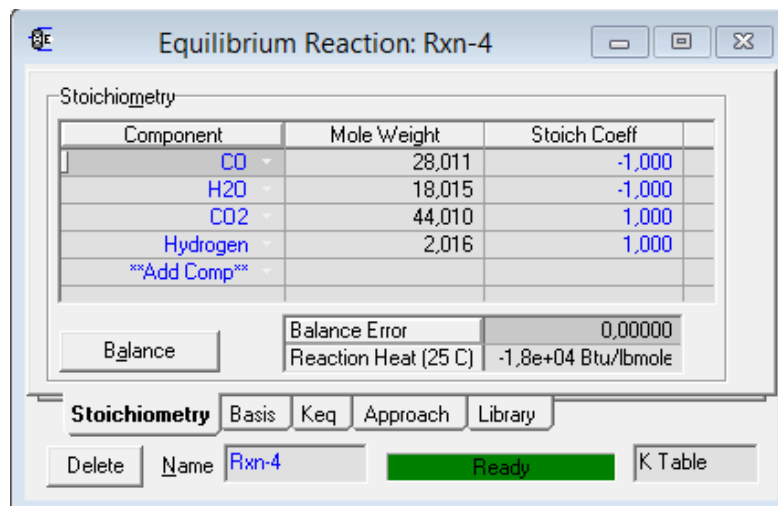 Equilibrium Reaction: Rxn-4
Stoichiometry
Component Mole Weight Stoich Coeff
CO 28,011 -1,000
H2O 18,015 -1,000
CO2 44,010 1,000
Hydrogen 2,016 1,000
**Add Comp**
Balance Error 0,00000
Balance
Reaction Heat (25 C) -1,8e+04 Btu/lbmole
Stoichiometry Basis Keq Approach Library
Delete Name Rxn-4 Ready K Table